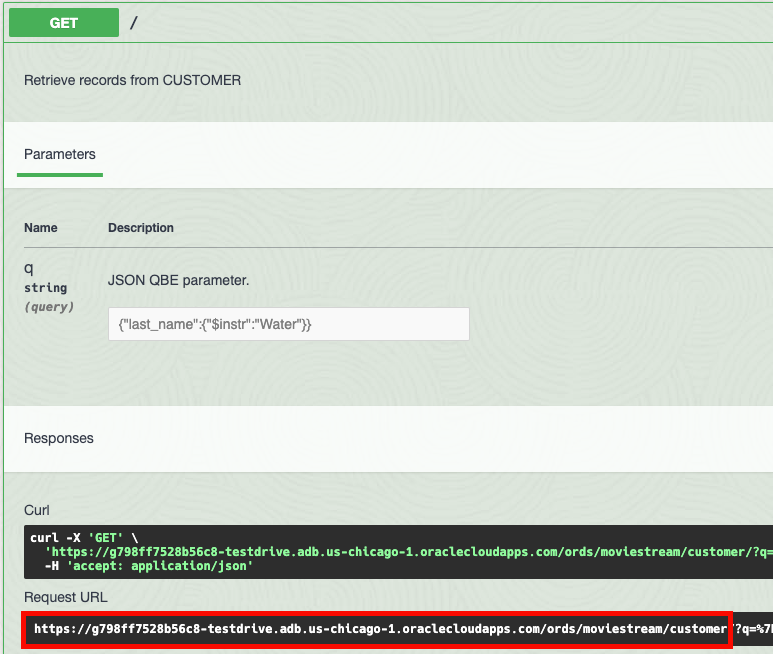 GET /
Retrieve records from CUSTOMER
Parameters
Name Description
q
string
(query)
JSON QBE parameter.
{"last_name":{"$instr":"Water"}}
Responses
Curl
curl -X 'GET' \
'https://g798ff7528b56c8-testdrive.adb.us-chicago-1.oraclecloudapps.com/ords/moviestream/customer/?q=
-H 'accept: application/json'
Request URL
https://g798ff7528b56c8-testdrive.adb.us-chicago-1.oraclecloudapps.com/ords/moviestream/customer/?q=%7